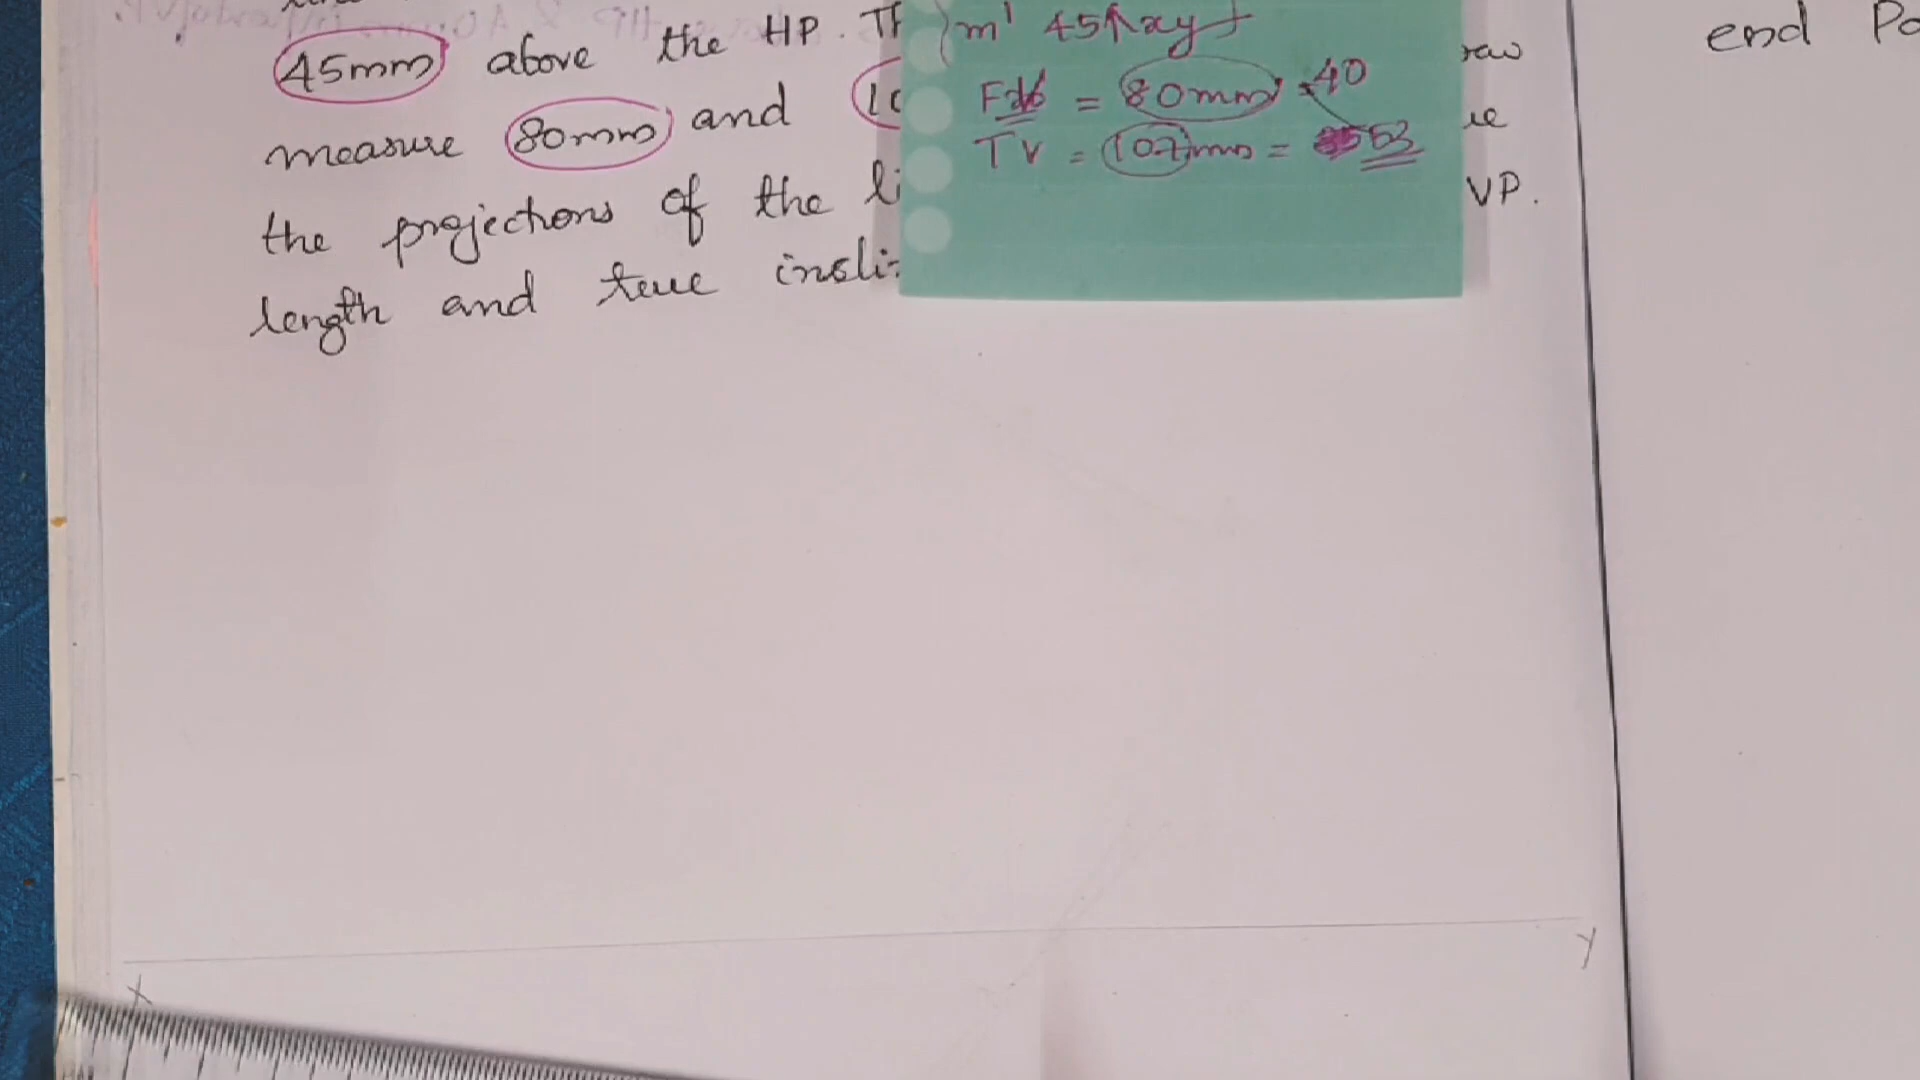 45mm above the HP. m' 45↑xy raw end
measure 80mm and FV = 80mm 40
TV = 107mm = 53
the projections of the VP.
length and true incli
X Y